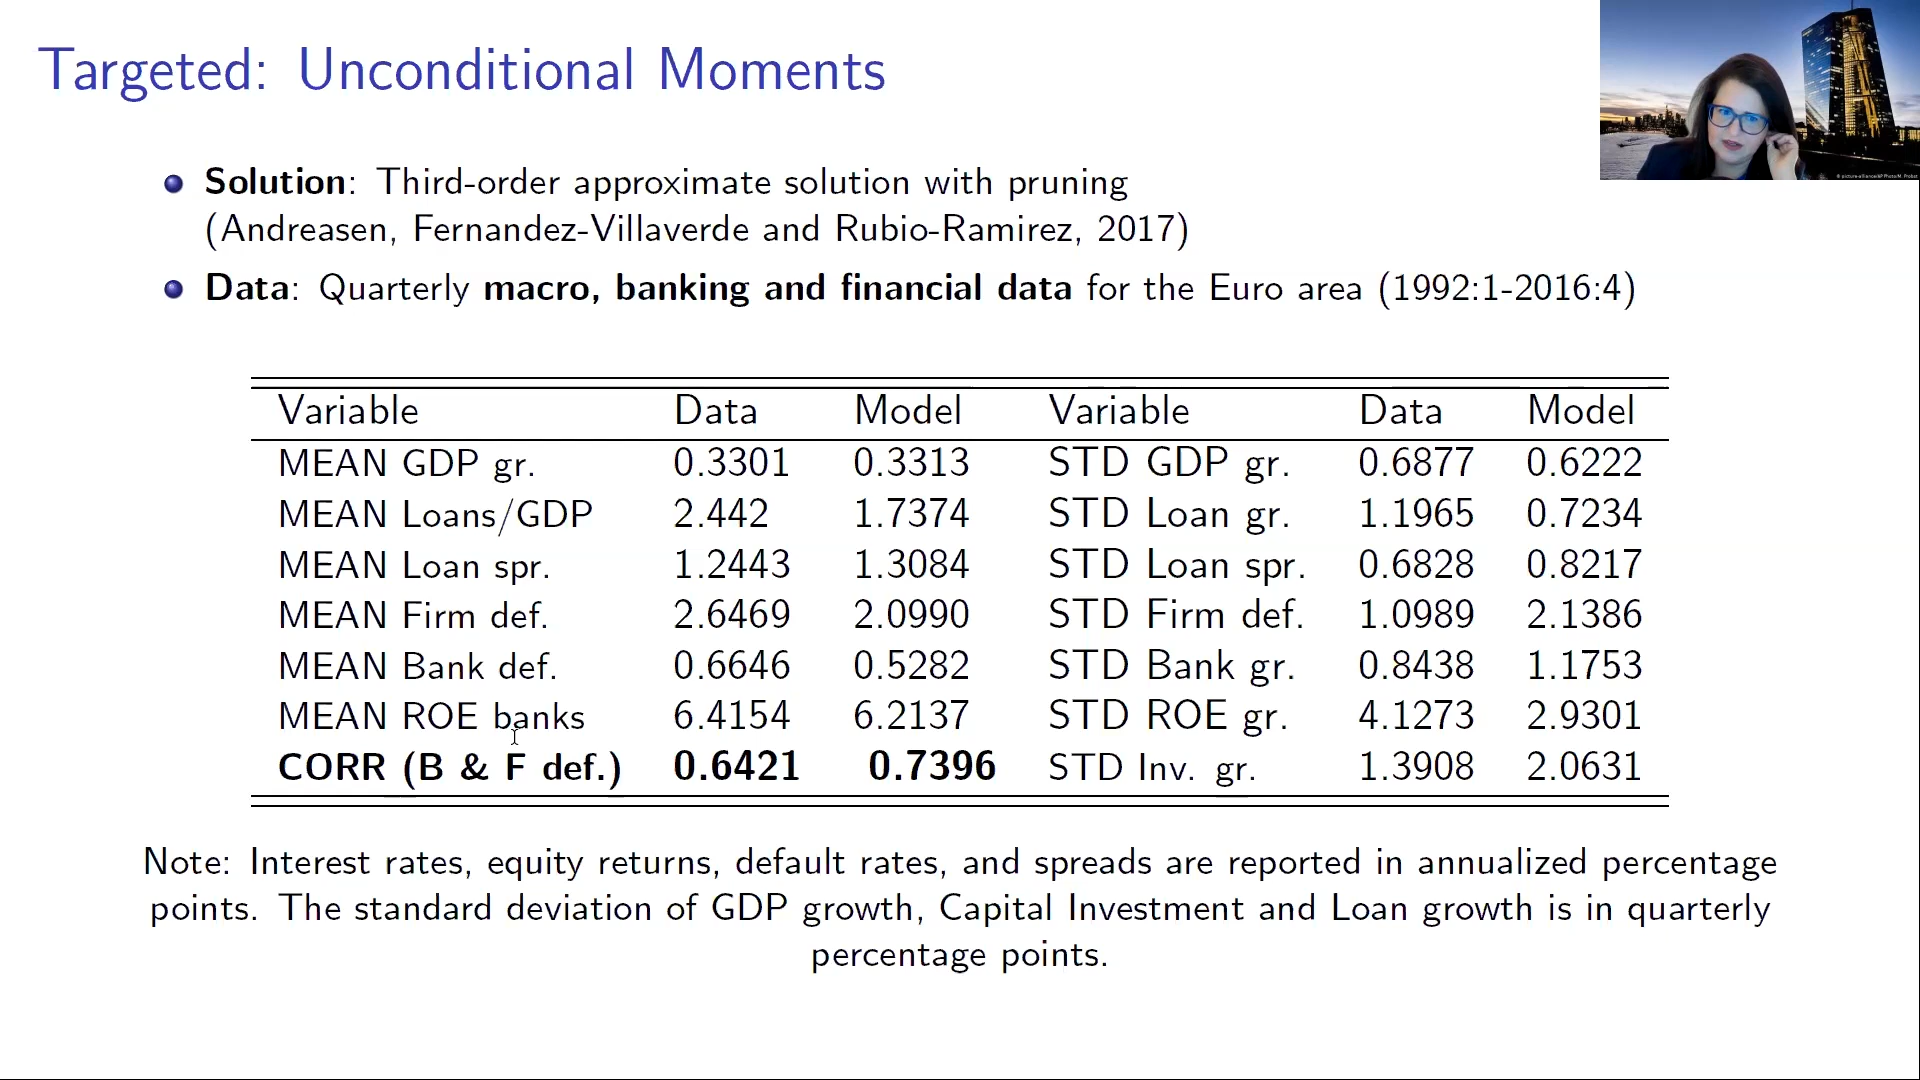 Targeted: Unconditional Moments
Solution: Third-order approximate solution with pruning
(Andreasen, Fernandez-Villaverde and Rubio-Ramirez, 2017)
Data: Quarterly macro, banking and financial data for the Euro area (1992:1-2016:4)
Variable Data Model Variable Data Model
MEAN GDP gr. 0.3301 0.3313 STD GDP gr. 0.6877 0.6222
MEAN Loans/GDP 2.442 1.7374 STD Loan gr. 1.1965 0.7234
MEAN Loan spr. 1.2443 1.3084 STD Loan spr. 0.6828 0.8217
MEAN Firm def. 2.6469 2.0990 STD Firm def. 1.0989 2.1386
MEAN Bank def. 0.6646 0.5282 STD Bank gr. 0.8438 1.1753
MEAN ROE banks 6.4154 6.2137 STD ROE gr. 4.1273 2.9301
CORR (B & F def.) 0.6421 0.7396 STD Inv. gr. 1.3908 2.0631
Note: Interest rates, equity returns, default rates, and spreads are reported in annualized percentage
points. The standard deviation of GDP growth, Capital Investment and Loan growth is in quarterly
percentage points.